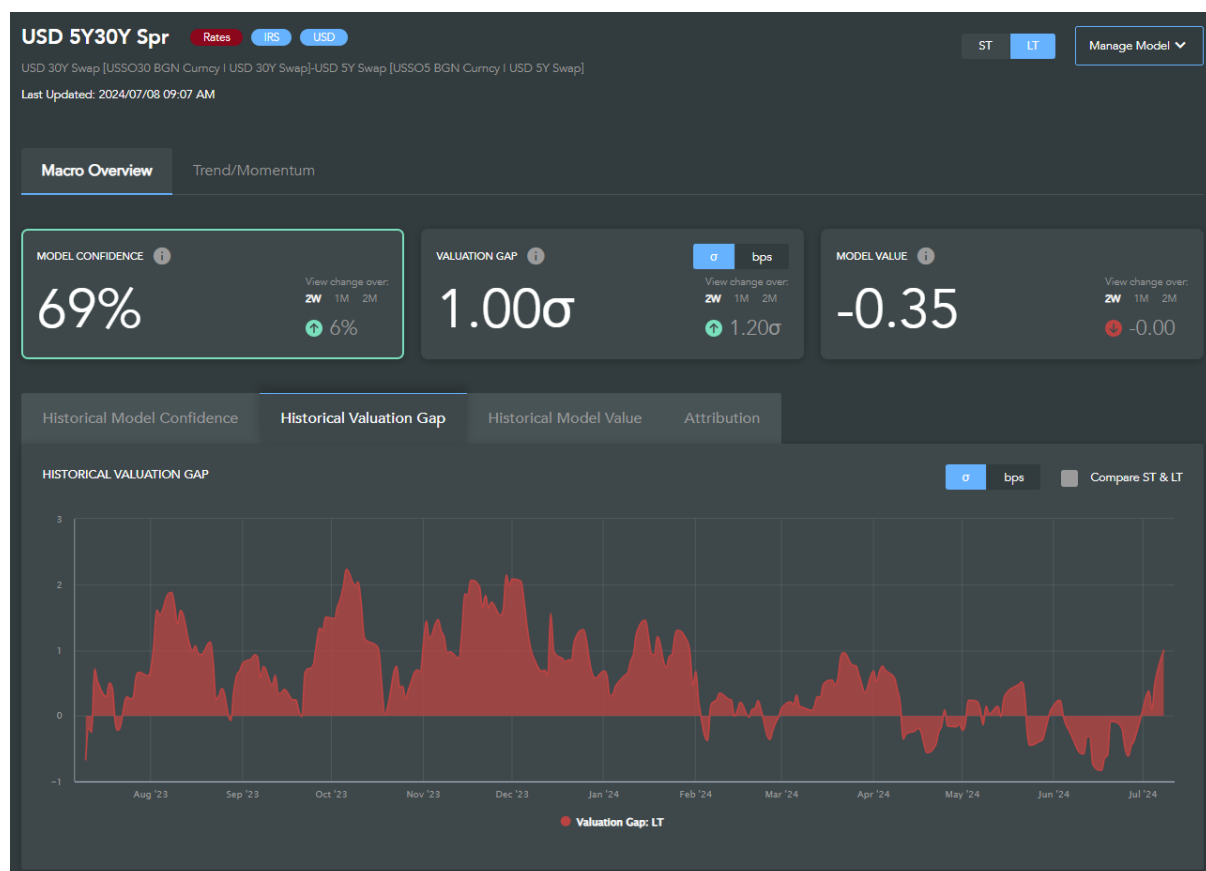 USD 5Y30Y Spr Rates IRS USD
ST LT Manage Model
USD 30Y Swap [USSO30 BGN Curncy | USD 30Y Swap]-USD 5Y Swap [USSO5 BGN Curncy | USD 5Y Swap]
Last Updated: 2024/07/08 09:07 AM
Macro Overview Trend/Momentum
MODEL CONFIDENCE i
69%
View change over:
2W 1M 2M
6%
VALUATION GAP i
σ bps
1.00σ
View change over:
2W 1M 2M
1.20σ
MODEL VALUE i
-0.35
View change over:
2W 1M 2M
-0.00
Historical Model Confidence Historical Valuation Gap Historical Model Value Attribution
HISTORICAL VALUATION GAP σ bps Compare ST & LT
3
2
1
0
-1
Aug '23 Sep '23 Oct '23 Nov '23 Dec '23 Jan '24 Feb '24 Mar '24 Apr '24 May '24 Jun '24 Jul '24
Valuation Gap: LT